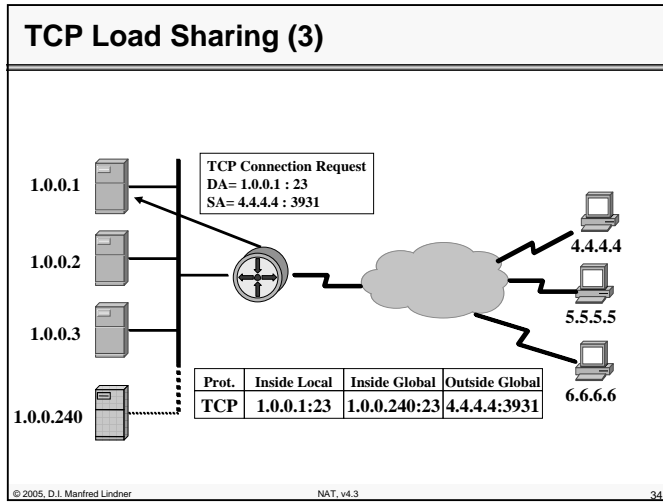 TCP Load Sharing (3)
TCP Connection Request
DA= 1.0.0.1 : 23
SA= 4.4.4.4 : 3931
1.0.0.1
1.0.0.2
1.0.0.3
1.0.0.240
4.4.4.4
5.5.5.5
6.6.6.6
Prot. Inside Local Inside Global Outside Global
TCP 1.0.0.1:23 1.0.0.240:23 4.4.4.4:3931
© 2005, D.I. Manfred Lindner NAT, v4.3 34